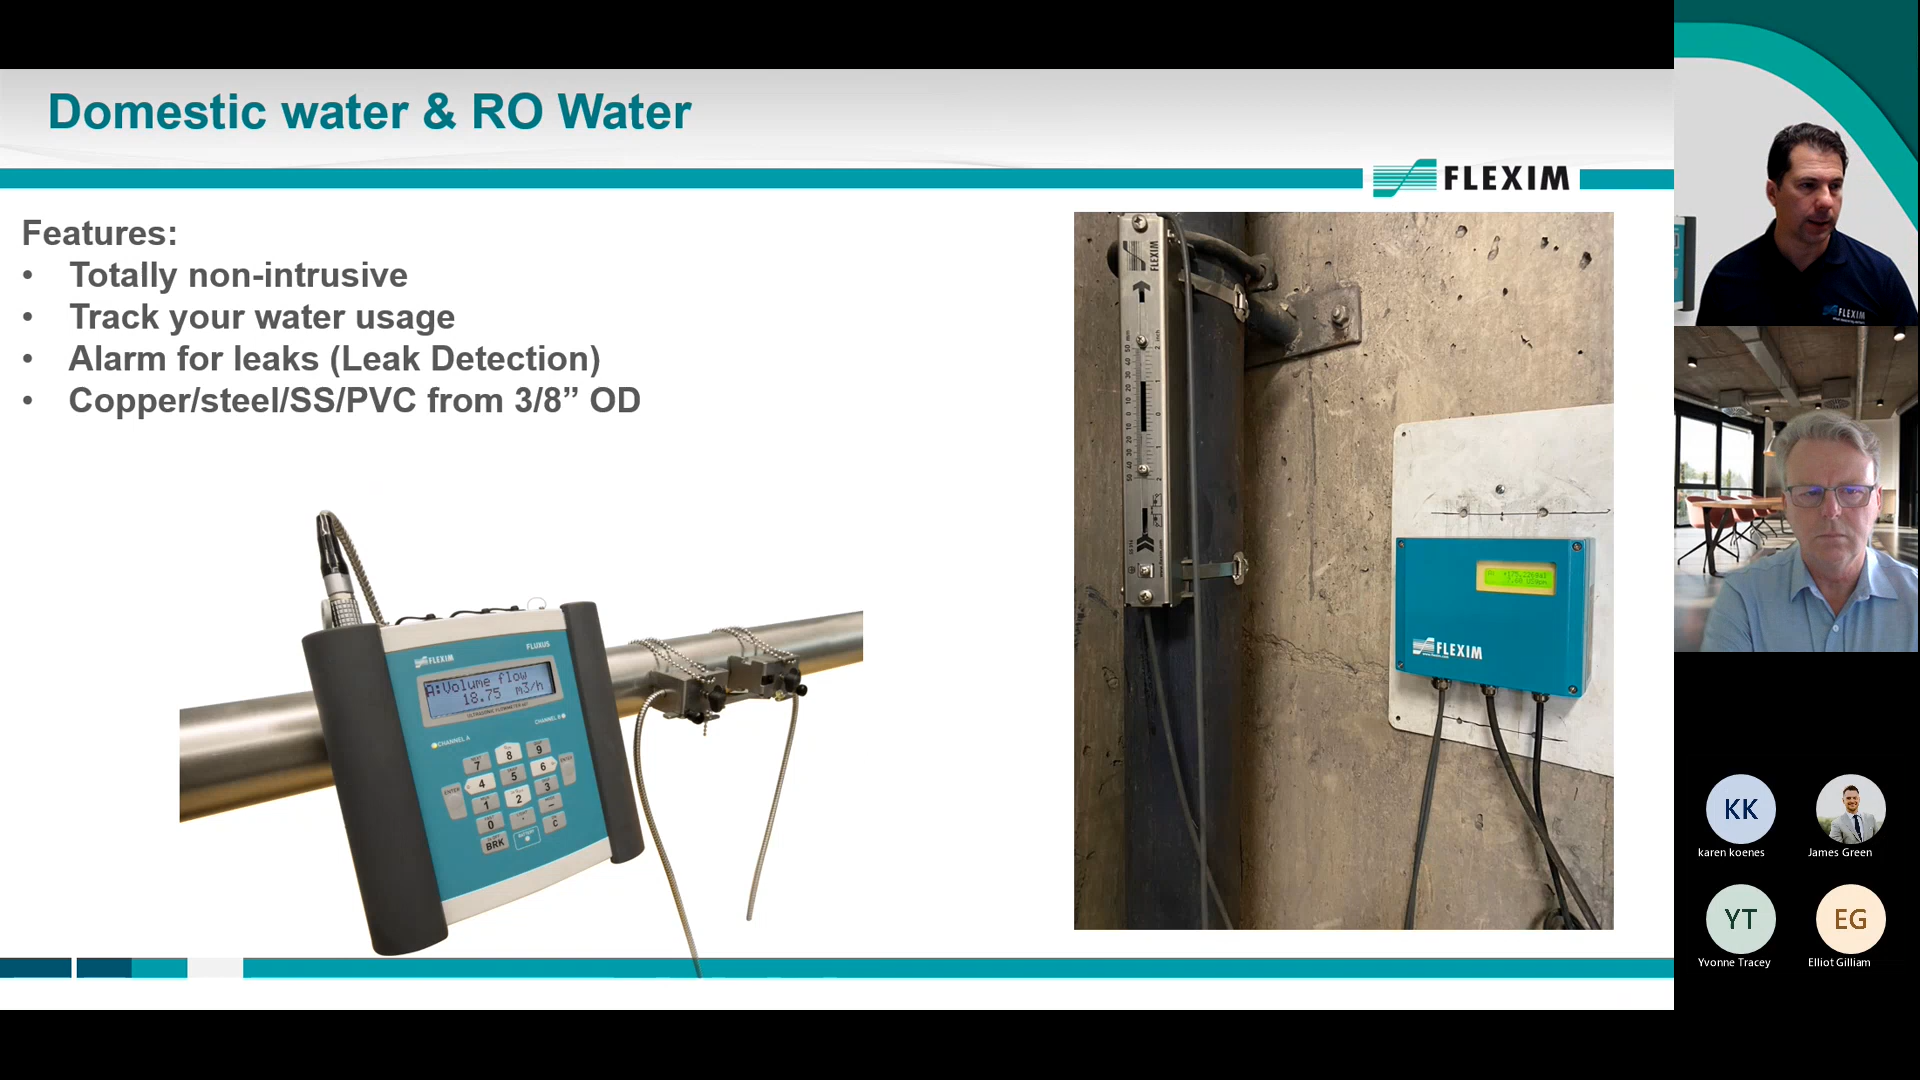 Domestic water & RO Water
FLEXIM
Features:
• Totally non-intrusive
• Track your water usage
• Alarm for leaks (Leak Detection)
• Copper/steel/SS/PVC from 3/8” OD
FLEXIM
FLUXUS
A:Volume flow
18.75 m3/h
CHANNEL B
CHANNEL A
7 8 9
ENTER 4 5 6 ENTER
1 2 3
0 . –
BRK C
FLEXIM
FLEXIM
FLEXIM
KK
karen koenes
James Green
YT
Yvonne Tracey
EG
Elliot Gilliam